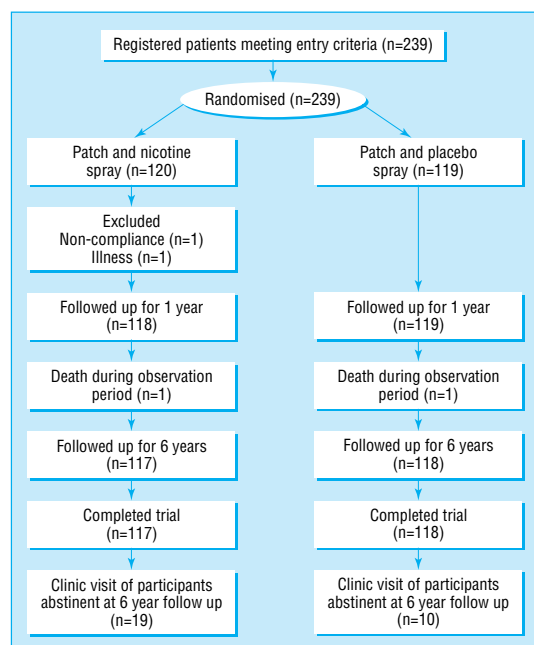 Registered patients meeting entry criteria (n=239)
Randomised (n=239)
Patch and nicotine
spray (n=120)
Excluded
Non-compliance (n=1)
Illness (n=1)
Followed up for 1 year
(n=118)
Death during observation
period (n=1)
Followed up for 6 years
(n=117)
Completed trial
(n=117)
Clinic visit of participants
abstinent at 6 year follow up
(n=19)
Patch and placebo
spray (n=119)
Followed up for 1 year
(n=119)
Death during observation
period (n=1)
Followed up for 6 years
(n=118)
Completed trial
(n=118)
Clinic visit of participants
abstinent at 6 year follow up
(n=10)